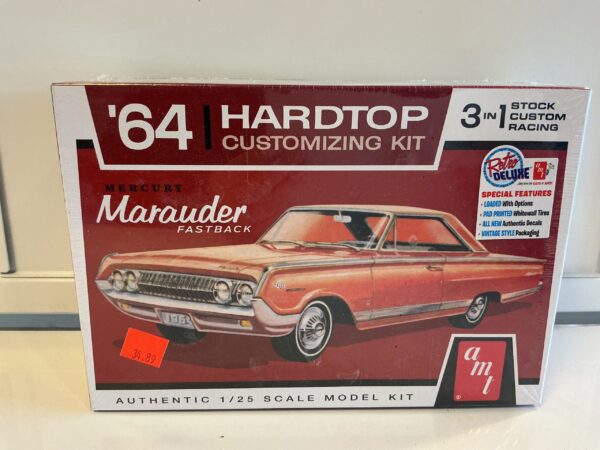 '64 | HARDTOP
CUSTOMIZING KIT
3 IN 1 STOCK
CUSTOM
RACING
MERCURY
Marauder
FASTBACK
Retro
DELUXE
amt
SPECIAL FEATURES
• LOADED With Options
• PAD PRINTED Whitewall Tires
• ALL NEW Authentic Decals
• VINTAGE STYLE Packaging
34.89
amt
®
AUTHENTIC 1/25 SCALE MODEL KIT